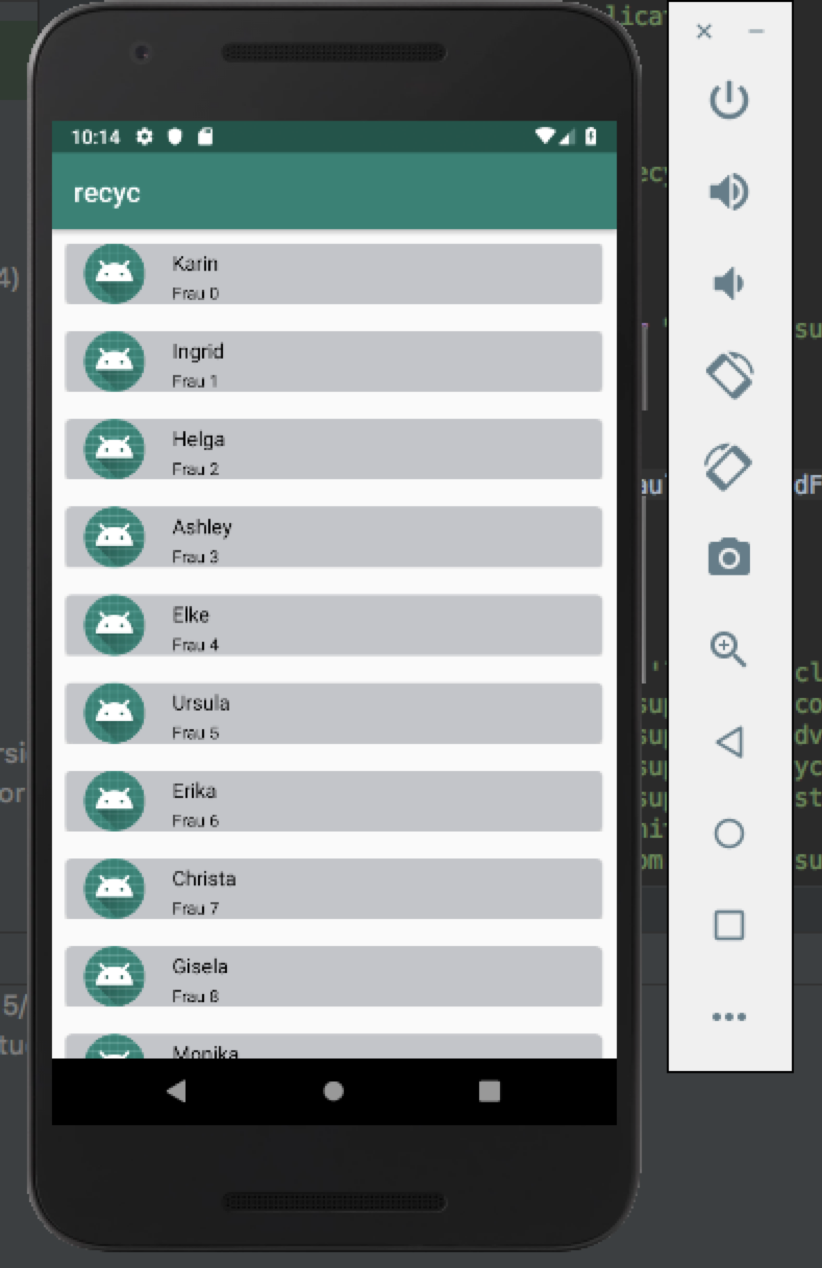 10:14
recyc
Karin
Frau 0
Ingrid
Frau 1
Helga
Frau 2
Ashley
Frau 3
Elke
Frau 4
Ursula
Frau 5
Erika
Frau 6
Christa
Frau 7
Gisela
Frau 8
Monika